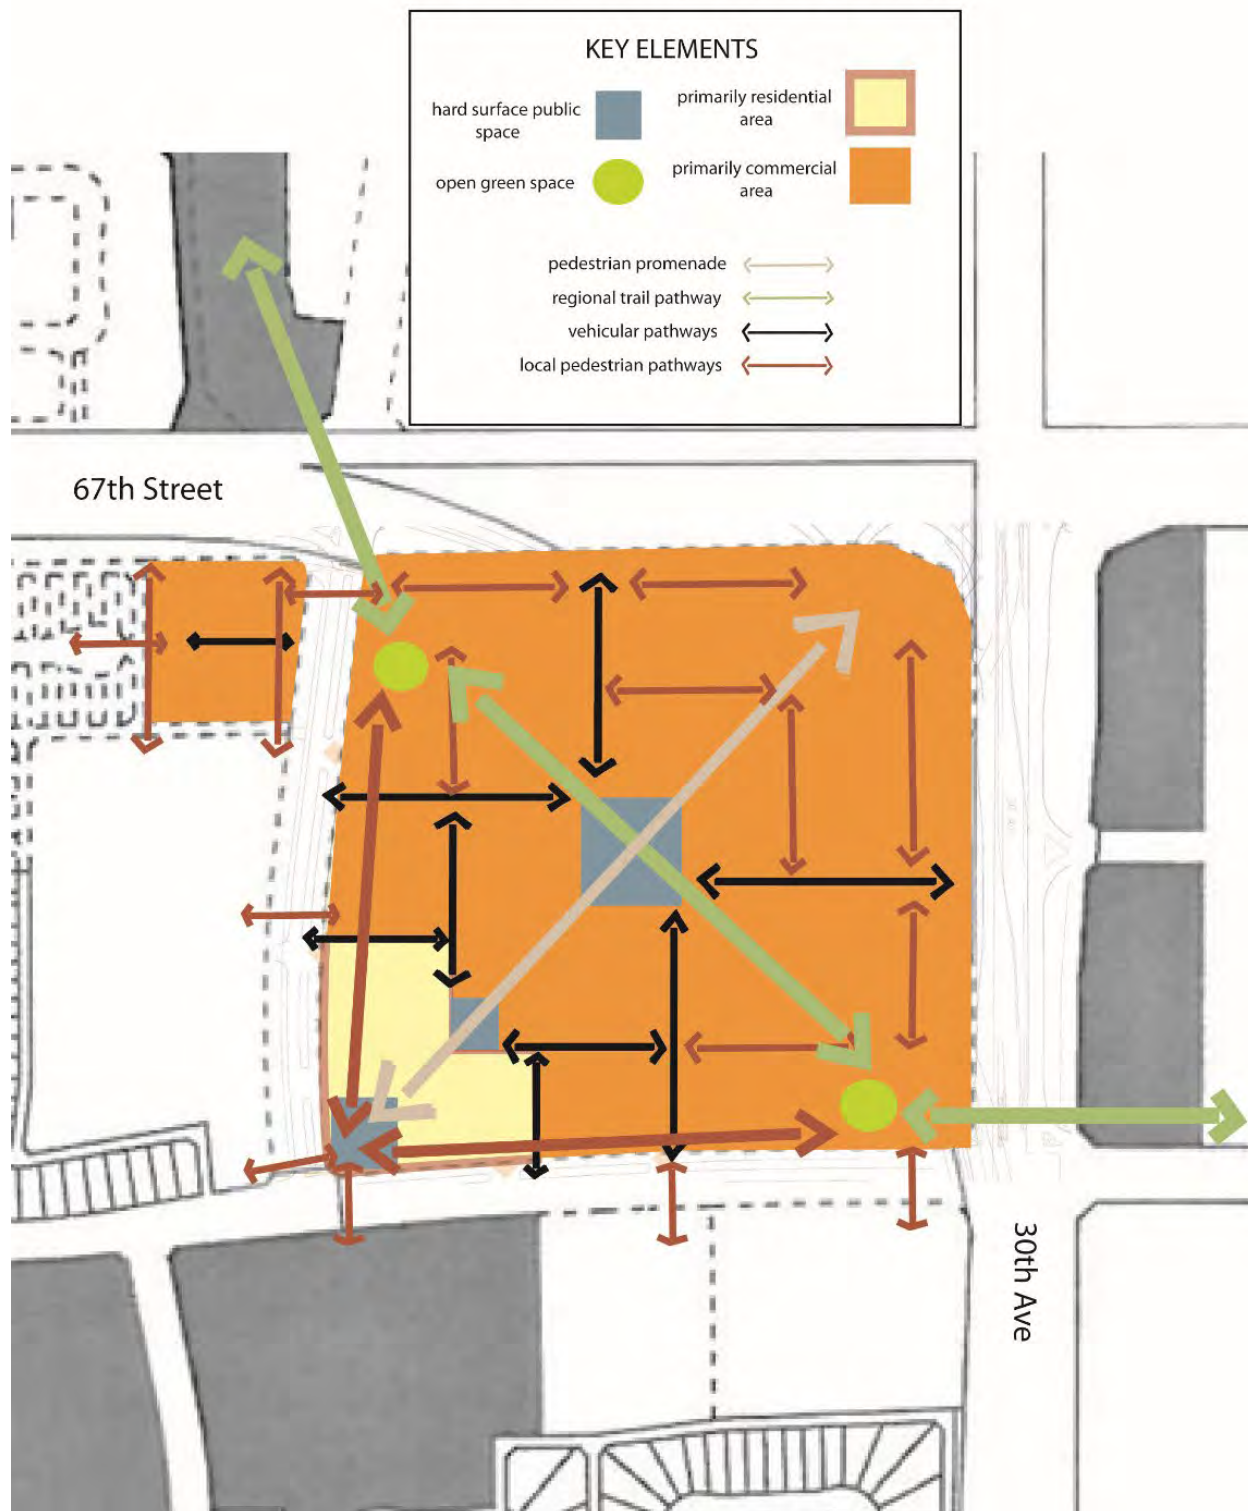 KEY ELEMENTS
hard surface public
space
primarily residential
area
open green space
primarily commercial
area
pedestrian promenade
regional trail pathway
vehicular pathways
local pedestrian pathways
67th Street
30th Ave